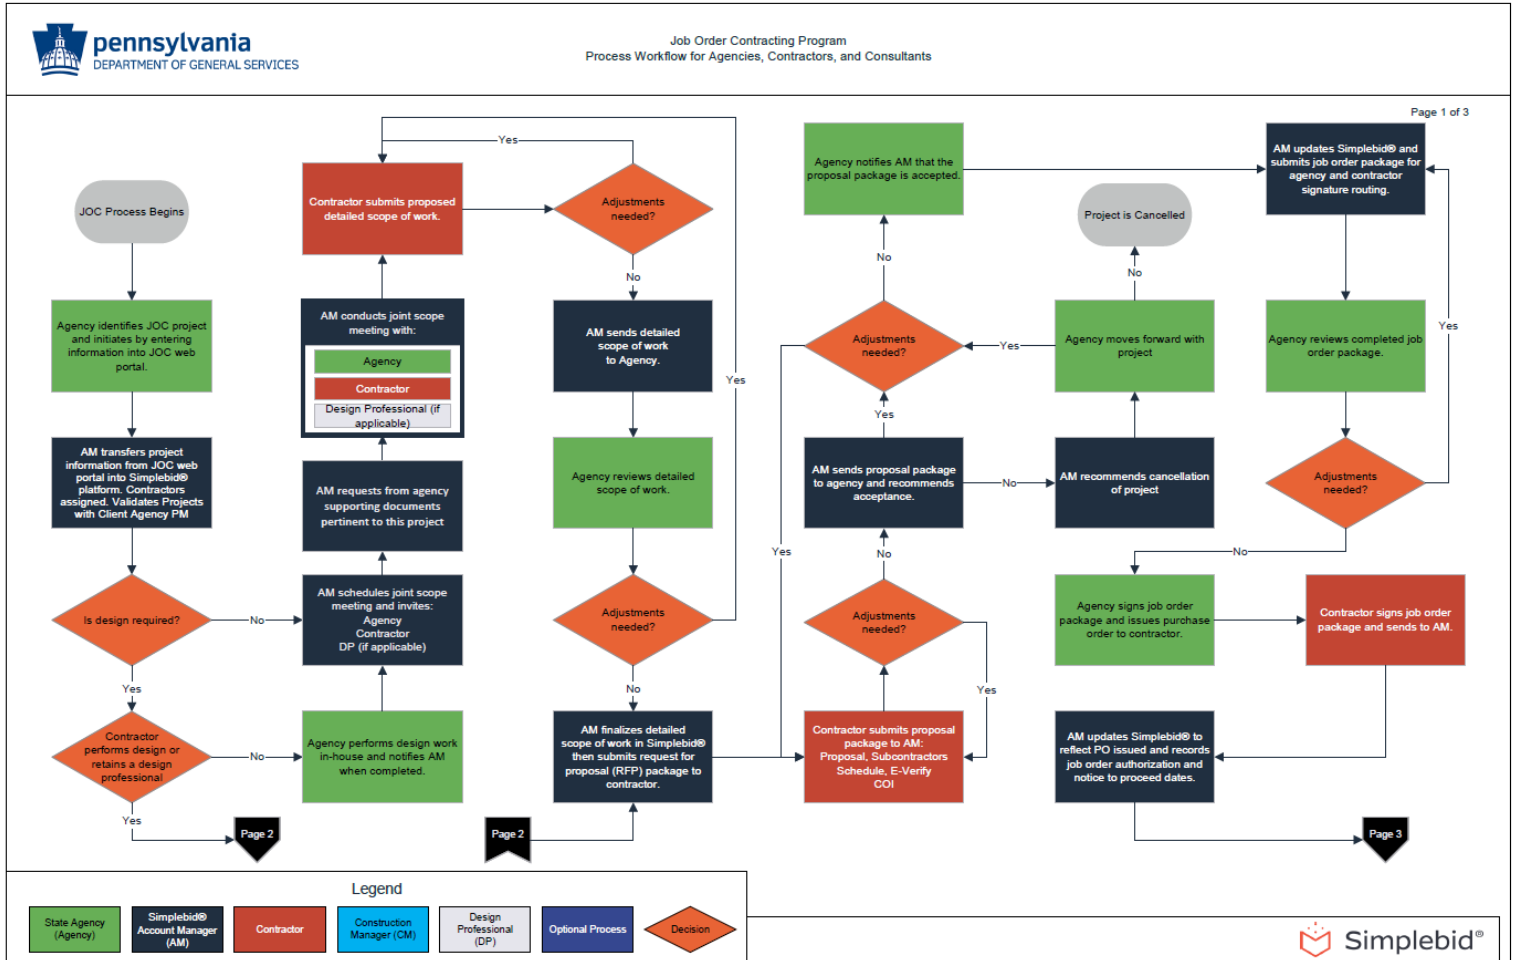 pennsylvania
DEPARTMENT OF GENERAL SERVICES
Job Order Contracting Program
Process Workflow for Agencies, Contractors, and Consultants
Page 1 of 3
JOC Process Begins
Agency identifies JOC project
and initiates by entering
information into JOC web
portal.
AM transfers project
information from JOC web
portal into Simplebid®
platform. Contractors
assigned. Validates Projects
with Client Agency PM
Is design required?
No
Yes
Contractor
performs design or
retains a design
professional
No
Yes
Page 2
Contractor submits proposed
detailed scope of work.
AM conducts joint scope
meeting with:
Agency
Contractor
Design Professional (if
applicable)
AM requests from agency
supporting documents
pertinent to this project
AM schedules joint scope
meeting and invites:
Agency
Contractor
DP (if applicable)
Agency performs design work
in-house and notifies AM
when completed.
Yes
Adjustments
needed?
No
AM sends detailed
scope of work
to Agency.
Yes
Agency reviews detailed
scope of work.
Adjustments
needed?
No
AM finalizes detailed
scope of work in Simplebid®
then submits request for
proposal (RFP) package to
contractor.
Page 2
Agency notifies AM that the
proposal package is accepted.
No
Adjustments
needed?
Yes
Yes
AM sends proposal package
to agency and recommends
acceptance.
No
Yes
No
Adjustments
needed?
Yes
Contractor submits proposal
package to AM:
Proposal, Subcontractors
Schedule, E-Verify
COI
Project is Cancelled
No
Agency moves forward with
project
AM recommends cancellation
of project
AM updates Simplebid® and
submits job order package for
agency and contractor
signature routing.
Agency reviews completed job
order package.
Yes
Adjustments
needed?
No
Agency signs job order
package and issues purchase
order to contractor.
Contractor signs job order
package and sends to AM.
AM updates Simplebid® to
reflect PO issued and records
job order authorization and
notice to proceed dates.
Page 3
Legend
State Agency
(Agency)
Simplebid®
Account Manager
(AM)
Contractor
Construction
Manager (CM)
Design
Professional
(DP)
Optional Process
Decision
Simplebid®